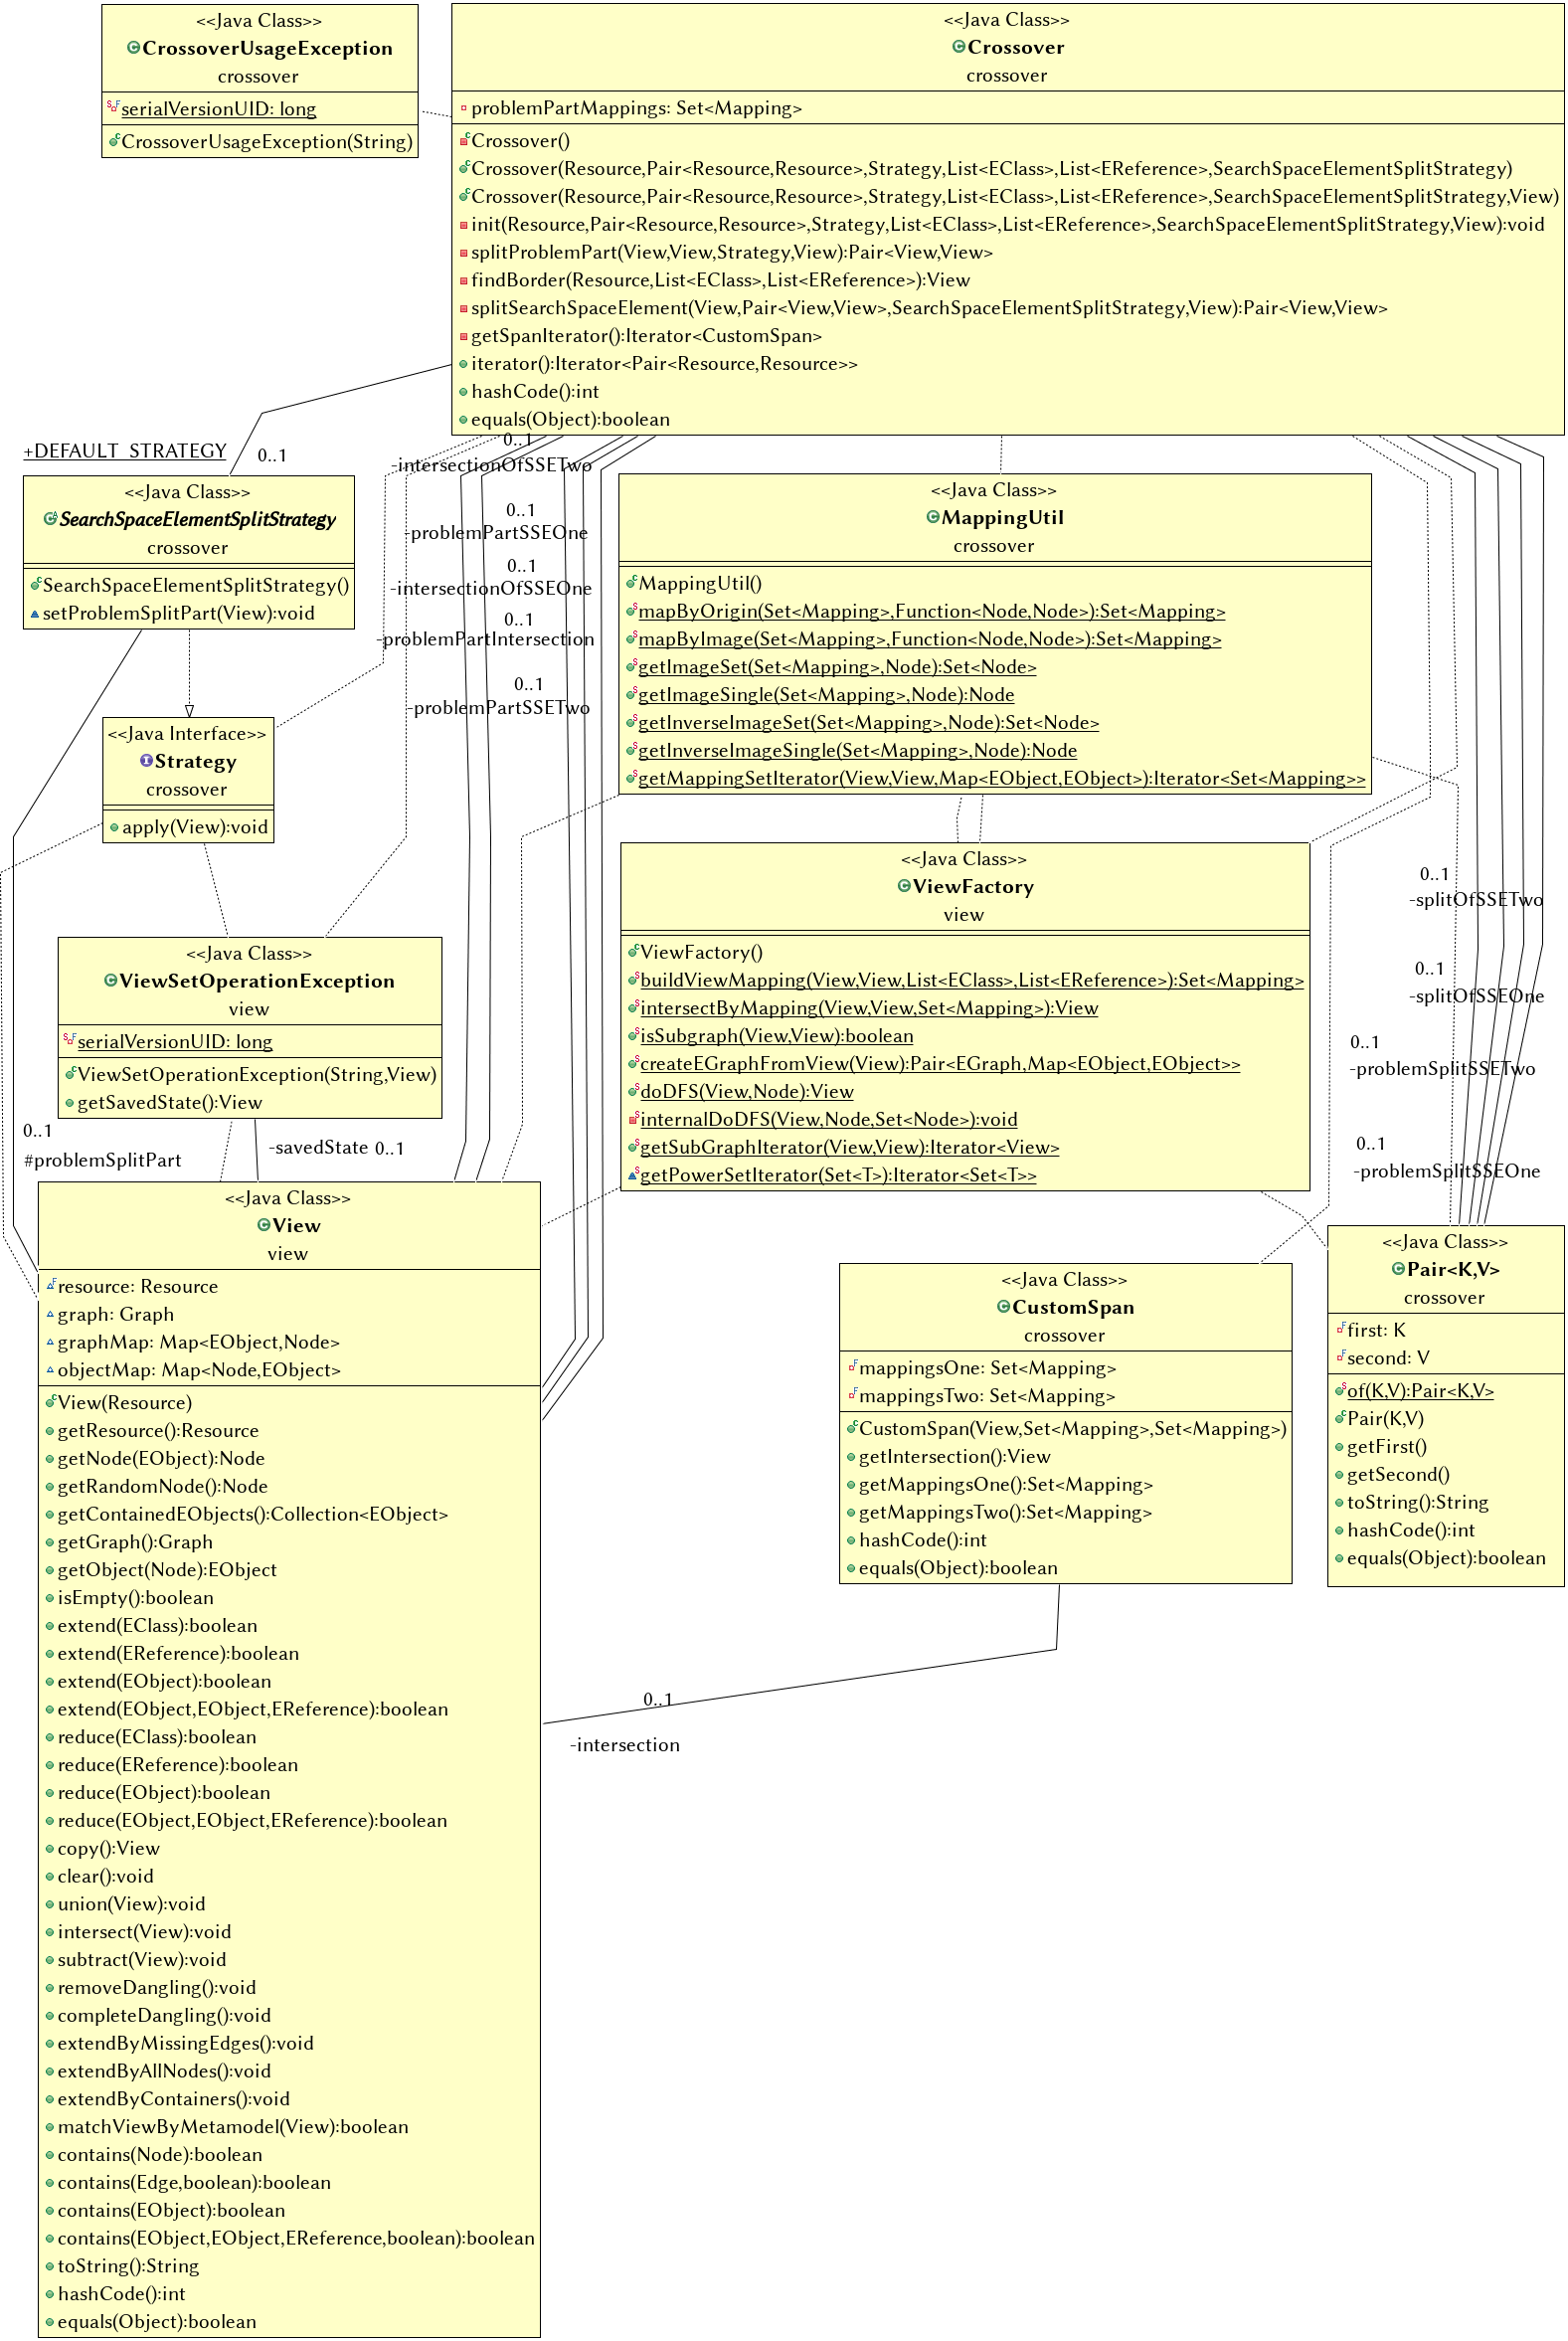 <<Java Class>>
CrossoverUsageException
crossover
serialVersionUID: long
CrossoverUsageException(String)
<<Java Class>>
Crossover
crossover
problemPartMappings: Set<Mapping>
Crossover()
Crossover(Resource,Pair<Resource,Resource>,Strategy,List<EClass>,List<EReference>,SearchSpaceElementSplitStrategy)
Crossover(Resource,Pair<Resource,Resource>,Strategy,List<EClass>,List<EReference>,SearchSpaceElementSplitStrategy,View)
init(Resource,Pair<Resource,Resource>,Strategy,List<EClass>,List<EReference>,SearchSpaceElementSplitStrategy,View):void
splitProblemPart(View,View,Strategy,View):Pair<View,View>
findBorder(Resource,List<EClass>,List<EReference>):View
splitSearchSpaceElement(View,Pair<View,View>,SearchSpaceElementSplitStrategy,View):Pair<View,View>
getSpanIterator():Iterator<CustomSpan>
iterator():Iterator<Pair<Resource,Resource>>
hashCode():int
equals(Object):boolean
+DEFAULT_STRATEGY
0..1
0..1
-intersectionOfSSETwo
0..1
-problemPartSSEOne
0..1
-intersectionOfSSEOne
0..1
-problemPartIntersection
0..1
-problemPartSSETwo
<<Java Class>>
SearchSpaceElementSplitStrategy
crossover
SearchSpaceElementSplitStrategy()
setProblemSplitPart(View):void
<<Java Class>>
MappingUtil
crossover
MappingUtil()
mapByOrigin(Set<Mapping>,Function<Node,Node>):Set<Mapping>
mapByImage(Set<Mapping>,Function<Node,Node>):Set<Mapping>
getImageSet(Set<Mapping>,Node):Set<Node>
getImageSingle(Set<Mapping>,Node):Node
getInverseImageSet(Set<Mapping>,Node):Set<Node>
getInverseImageSingle(Set<Mapping>,Node):Node
getMappingSetIterator(View,View,Map<EObject,EObject>):Iterator<Set<Mapping>>
<<Java Interface>>
Strategy
crossover
apply(View):void
<<Java Class>>
ViewFactory
view
ViewFactory()
buildViewMapping(View,View,List<EClass>,List<EReference>):Set<Mapping>
intersectByMapping(View,View,Set<Mapping>):View
isSubgraph(View,View):boolean
createEGraphFromView(View):Pair<EGraph,Map<EObject,EObject>>
doDFS(View,Node):View
internalDoDFS(View,Node,Set<Node>):void
getSubGraphIterator(View,View):Iterator<View>
getPowerSetIterator(Set<T>):Iterator<Set<T>>
0..1
-splitOfSSETwo
0..1
-splitOfSSEOne
0..1
-problemSplitSSETwo
0..1
-problemSplitSSEOne
<<Java Class>>
ViewSetOperationException
view
serialVersionUID: long
ViewSetOperationException(String,View)
getSavedState():View
0..1
#problemSplitPart
-savedState
0..1
<<Java Class>>
View
view
resource: Resource
graph: Graph
graphMap: Map<EObject,Node>
objectMap: Map<Node,EObject>
View(Resource)
getResource():Resource
getNode(EObject):Node
getRandomNode():Node
getContainedEObjects():Collection<EObject>
getGraph():Graph
getObject(Node):EObject
isEmpty():boolean
extend(EClass):boolean
extend(EReference):boolean
extend(EObject):boolean
extend(EObject,EObject,EReference):boolean
reduce(EClass):boolean
reduce(EReference):boolean
reduce(EObject):boolean
reduce(EObject,EObject,EReference):boolean
copy():View
clear():void
union(View):void
intersect(View):void
subtract(View):void
removeDangling():void
completeDangling():void
extendByMissingEdges():void
extendByAllNodes():void
extendByContainers():void
matchViewByMetamodel(View):boolean
contains(Node):boolean
contains(Edge,boolean):boolean
contains(EObject):boolean
contains(EObject,EObject,EReference,boolean):boolean
toString():String
hashCode():int
equals(Object):boolean
<<Java Class>>
CustomSpan
crossover
mappingsOne: Set<Mapping>
mappingsTwo: Set<Mapping>
CustomSpan(View,Set<Mapping>,Set<Mapping>)
getIntersection():View
getMappingsOne():Set<Mapping>
getMappingsTwo():Set<Mapping>
hashCode():int
equals(Object):boolean
<<Java Class>>
Pair<K,V>
crossover
first: K
second: V
of(K,V):Pair<K,V>
Pair(K,V)
getFirst()
getSecond()
toString():String
hashCode():int
equals(Object):boolean
0..1
-intersection